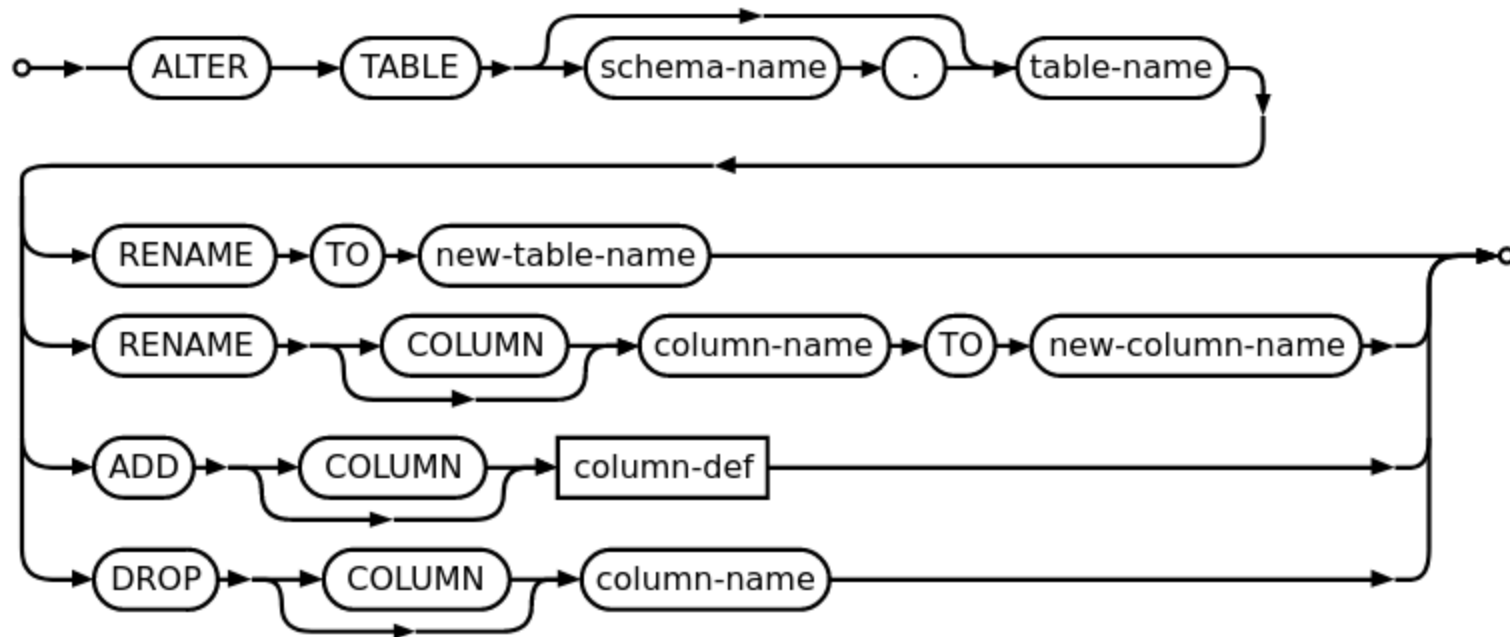 ALTER TABLE schema-name . table-name
RENAME TO new-table-name
RENAME COLUMN column-name TO new-column-name
ADD COLUMN column-def
DROP COLUMN column-name